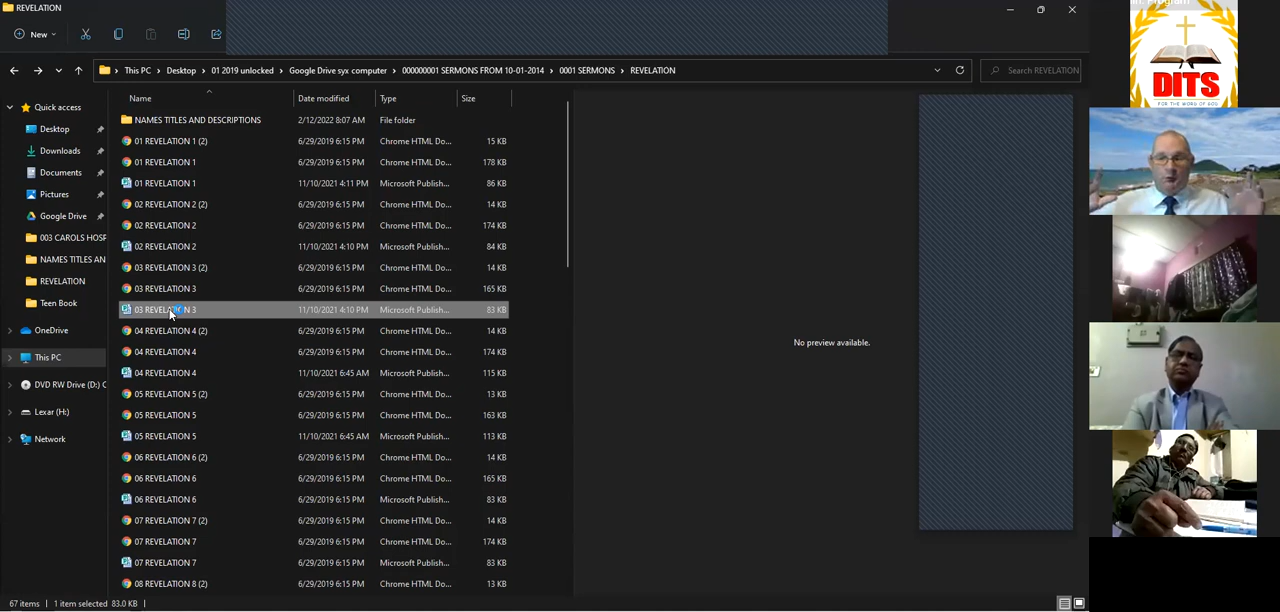 REVELATION
in. Program
New
This PC > Desktop > 01 2019 unlocked > Google Drive syx computer > 000000001 SERMONS FROM 10-01-2014 > 0001 SERMONS > REVELATION
Search REVELATION
Name Date modified Type Size
Quick access
Desktop
Downloads
Documents
Pictures
Google Drive
003 CAROLS HOSP
NAMES TITLES AN
REVELATION
Teen Book
OneDrive
This PC
DVD RW Drive (D:) C
Lexar (H:)
Network
NAMES TITLES AND DESCRIPTIONS 2/12/2022 8:07 AM File folder
01 REVELATION 1 (2) 6/29/2019 6:15 PM Chrome HTML Do... 15 KB
01 REVELATION 1 6/29/2019 6:15 PM Chrome HTML Do... 178 KB
01 REVELATION 1 11/10/2021 4:11 PM Microsoft Publish... 86 KB
02 REVELATION 2 (2) 6/29/2019 6:15 PM Chrome HTML Do... 14 KB
02 REVELATION 2 6/29/2019 6:15 PM Chrome HTML Do... 174 KB
02 REVELATION 2 11/10/2021 4:10 PM Microsoft Publish... 84 KB
03 REVELATION 3 (2) 6/29/2019 6:15 PM Chrome HTML Do... 14 KB
03 REVELATION 3 6/29/2019 6:15 PM Chrome HTML Do... 165 KB
03 REVELATION 3 11/10/2021 4:10 PM Microsoft Publish... 83 KB
04 REVELATION 4 (2) 6/29/2019 6:15 PM Chrome HTML Do... 14 KB
04 REVELATION 4 6/29/2019 6:15 PM Chrome HTML Do... 174 KB
04 REVELATION 4 11/10/2021 6:45 AM Microsoft Publish... 115 KB
05 REVELATION 5 (2) 6/29/2019 6:15 PM Chrome HTML Do... 13 KB
05 REVELATION 5 6/29/2019 6:15 PM Chrome HTML Do... 163 KB
05 REVELATION 5 11/10/2021 6:45 AM Microsoft Publish... 113 KB
06 REVELATION 6 (2) 6/29/2019 6:15 PM Chrome HTML Do... 14 KB
06 REVELATION 6 6/29/2019 6:15 PM Chrome HTML Do... 165 KB
06 REVELATION 6 6/29/2019 6:15 PM Microsoft Publish... 83 KB
07 REVELATION 7 (2) 6/29/2019 6:15 PM Chrome HTML Do... 14 KB
07 REVELATION 7 6/29/2019 6:15 PM Chrome HTML Do... 174 KB
07 REVELATION 7 6/29/2019 6:15 PM Microsoft Publish... 83 KB
08 REVELATION 8 (2) 6/29/2019 6:15 PM Chrome HTML Do... 13 KB
No preview available.
67 items 1 item selected 83.0 KB
DITS
FOR THE WORD OF GOD